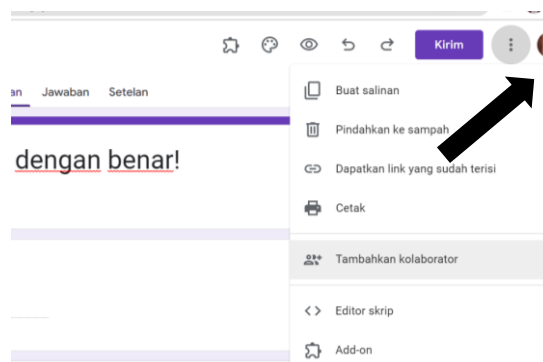 Kirim
an Jawaban Setelan
dengan benar!
Buat salinan
Pindahkan ke sampah
Dapatkan link yang sudah terisi
Cetak
Tambahkan kolaborator
Editor skrip
Add-on